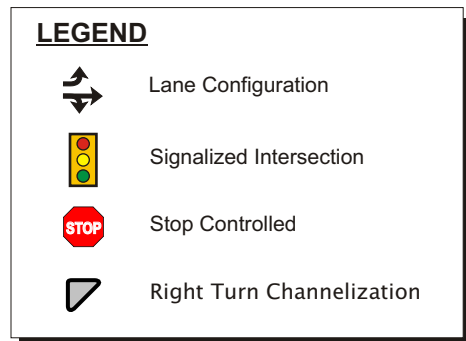 LEGEND
Lane Configuration
Signalized Intersection
STOP
Stop Controlled
Right Turn Channelization